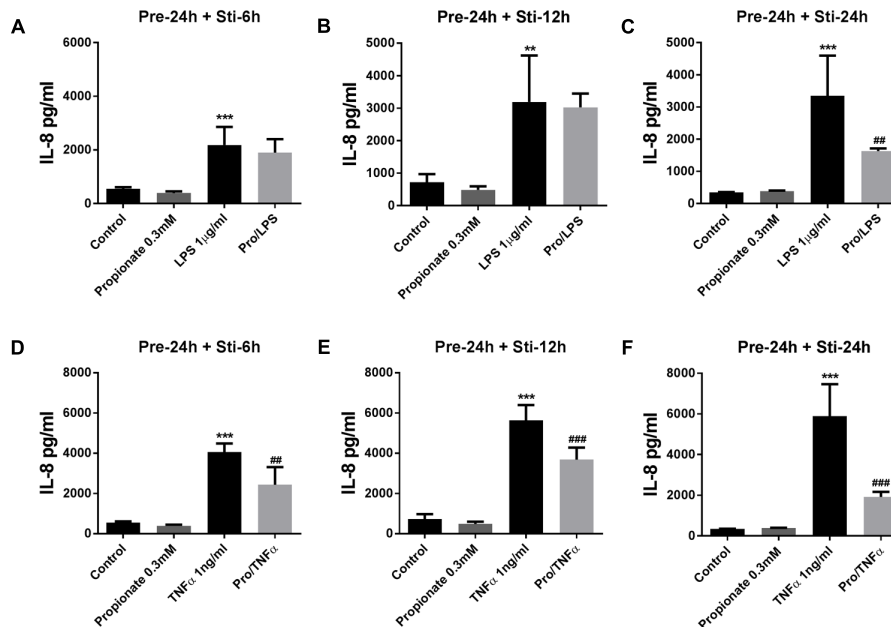 A
Pre-24h + Sti-6h
IL-8 pg/ml
6000
4000
2000
0
***
Control
Propionate 0.3mM
LPS 1μg/ml
Pro/LPS
B
Pre-24h + Sti-12h
IL-8 pg/ml
5000
4000
3000
2000
1000
0
**
Control
Propionate 0.3mM
LPS 1μg/ml
Pro/LPS
C
Pre-24h + Sti-24h
IL-8 pg/ml
5000
4000
3000
2000
1000
0
***
##
Control
Propionate 0.3mM
LPS 1μg/ml
Pro/LPS
D
Pre-24h + Sti-6h
IL-8 pg/ml
8000
6000
4000
2000
0
***
##
Control
Propionate 0.3mM
TNFα 1ng/ml
Pro/TNFα
E
Pre-24h + Sti-12h
IL-8 pg/ml
8000
6000
4000
2000
0
***
###
Control
Propionate 0.3mM
TNFα 1ng/ml
Pro/TNFα
F
Pre-24h + Sti-24h
IL-8 pg/ml
8000
6000
4000
2000
0
***
###
Control
Propionate 0.3mM
TNFα 1ng/ml
Pro/TNFα